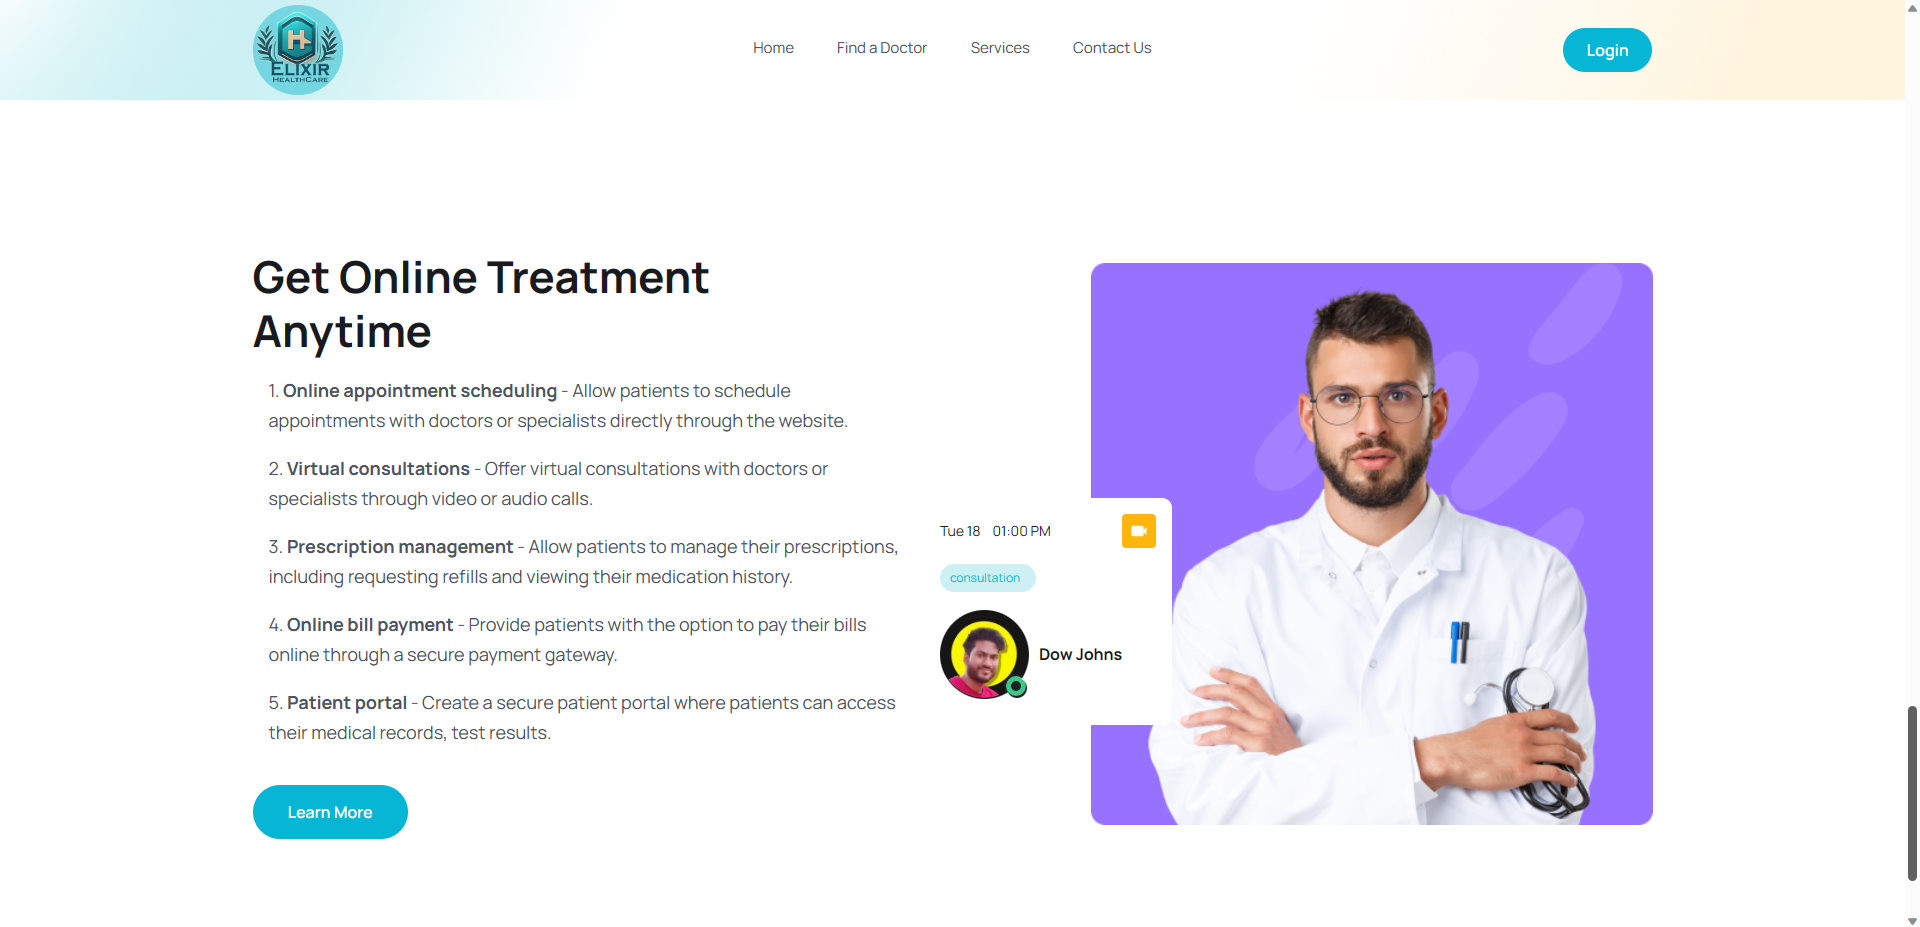 ELIXIR
HEALTHCARE
Home
Find a Doctor
Services
Contact Us
Login
Get Online Treatment
Anytime
1. Online appointment scheduling - Allow patients to schedule
appointments with doctors or specialists directly through the website.
2. Virtual consultations - Offer virtual consultations with doctors or
specialists through video or audio calls.
3. Prescription management - Allow patients to manage their prescriptions,
including requesting refills and viewing their medication history.
4. Online bill payment - Provide patients with the option to pay their bills
online through a secure payment gateway.
5. Patient portal - Create a secure patient portal where patients can access
their medical records, test results.
Learn More
Tue 18 01:00 PM
consultation
Dow Johns